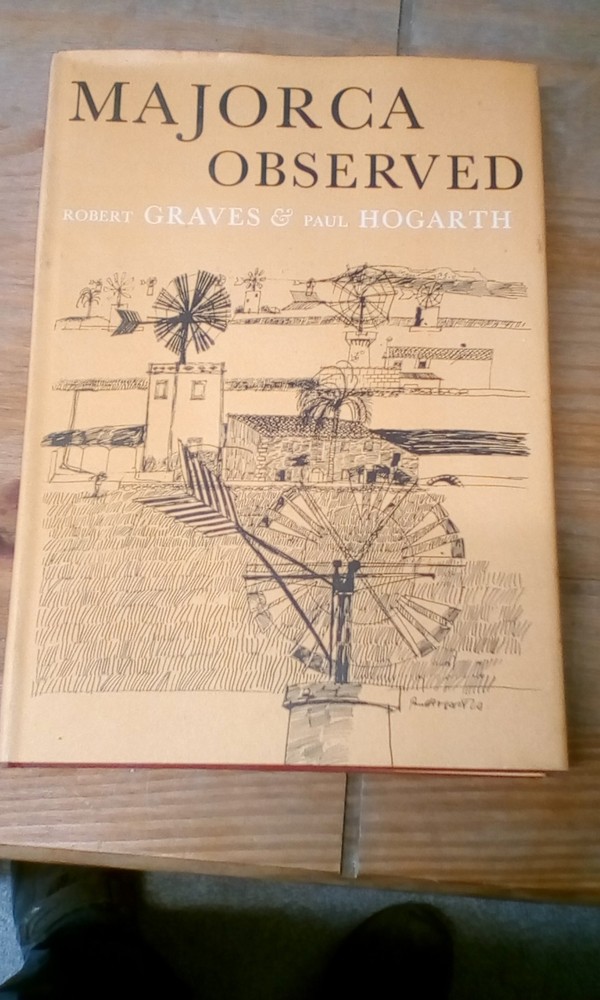 MAJORCA
OBSERVED
ROBERT GRAVES & PAUL HOGARTH